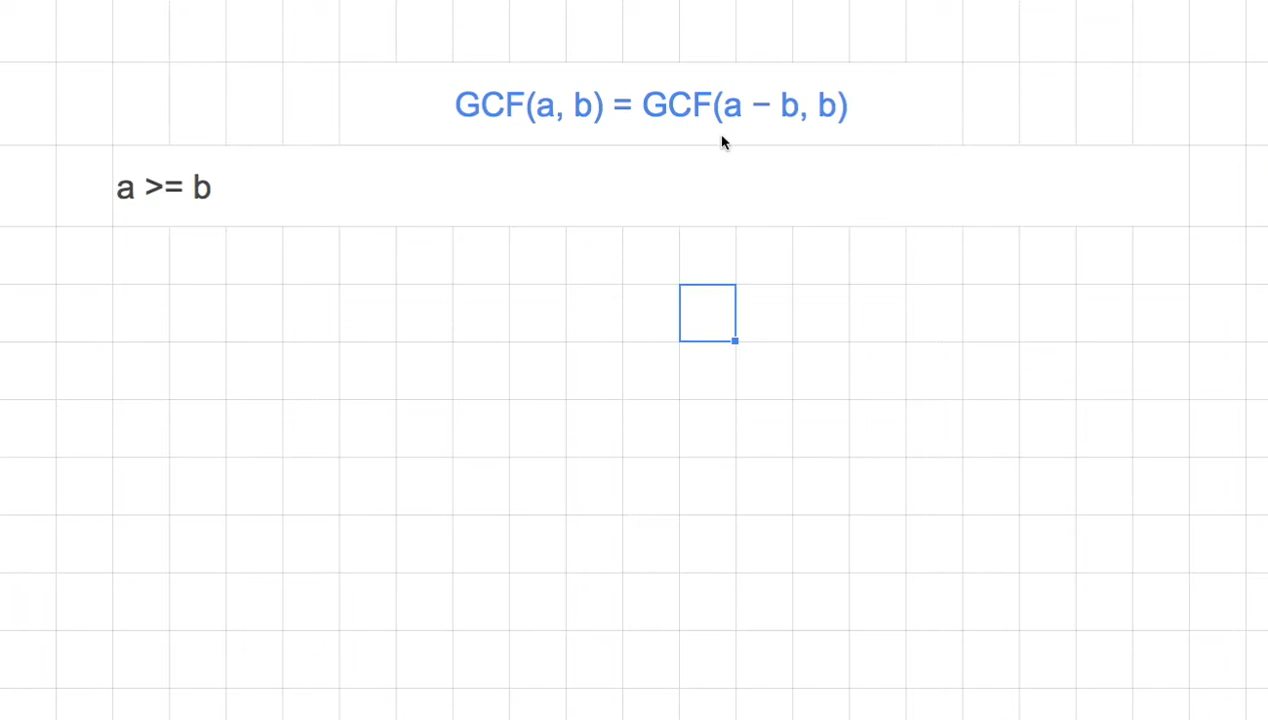 GCF(a, b) = GCF(a − b, b)
a >= b